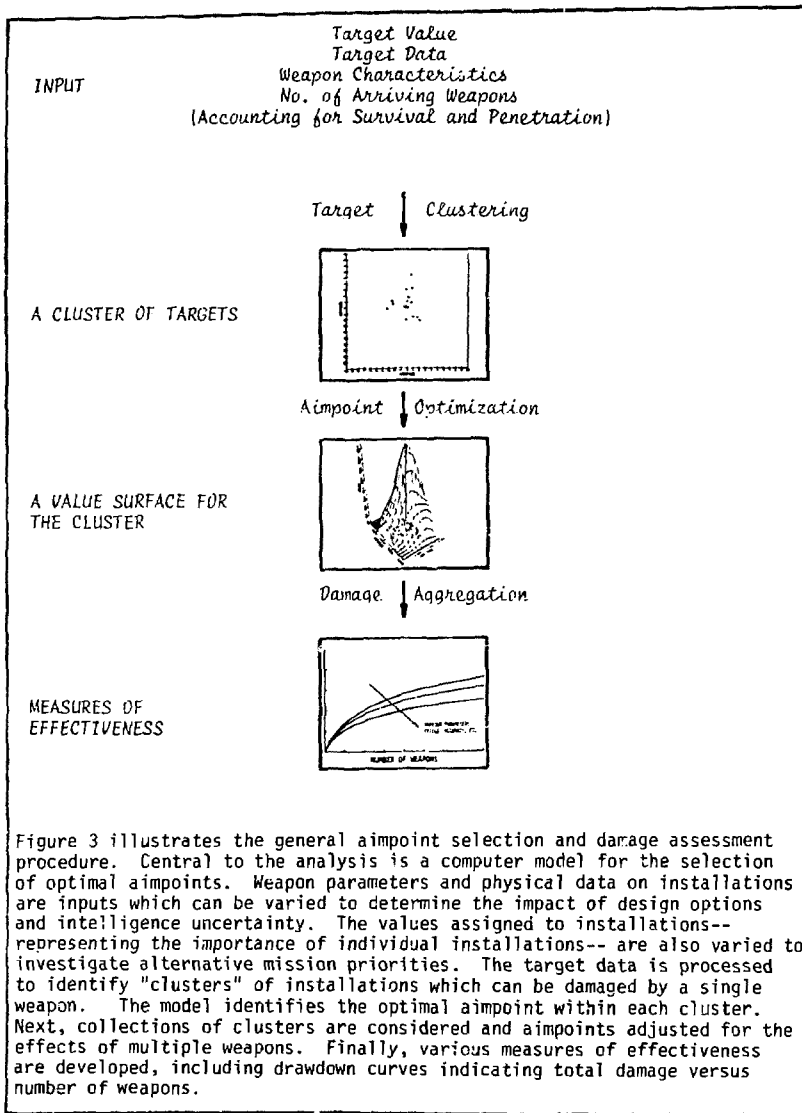 Target Value
Target Data
Weapon Characteristics
INPUT
No. of Arriving Weapons
(Accounting for Survival and Penetration)
Target Clustering
A CLUSTER OF TARGETS
Aimpoint Optimization
A VALUE SURFACE FOR
THE CLUSTER
Damage Aggregation
MEASURES OF
EFFECTIVENESS
NUMBER OF WEAPONS
Figure 3 illustrates the general aimpoint selection and damage assessment
procedure. Central to the analysis is a computer model for the selection
of optimal aimpoints. Weapon parameters and physical data on installations
are inputs which can be varied to determine the impact of design options
and intelligence uncertainty. The values assigned to installations--
representing the importance of individual installations-- are also varied to
investigate alternative mission priorities. The target data is processed
to identify "clusters" of installations which can be damaged by a single
weapon. The model identifies the optimal aimpoint within each cluster.
Next, collections of clusters are considered and aimpoints adjusted for the
effects of multiple weapons. Finally, various measures of effectiveness
are developed, including drawdown curves indicating total damage versus
number of weapons.